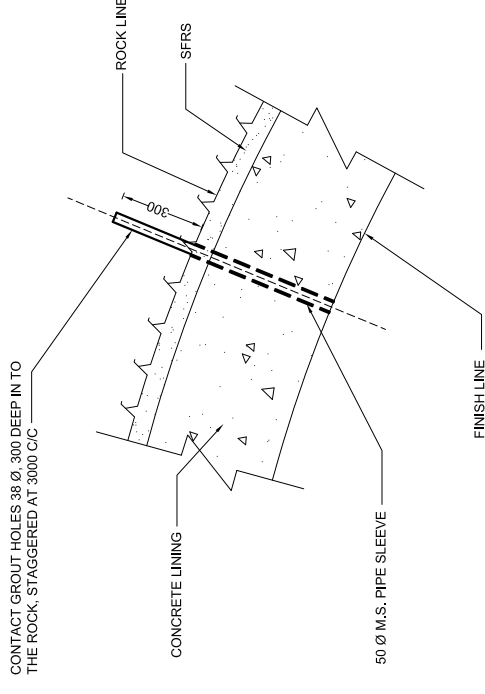 CONTACT GROUT HOLES 38 Ø, 300 DEEP IN TO
THE ROCK, STAGGERED AT 3000 C/C
ROCK LINE
SFRS
300
CONCRETE LINING
50 Ø M.S. PIPE SLEEVE
FINISH LINE